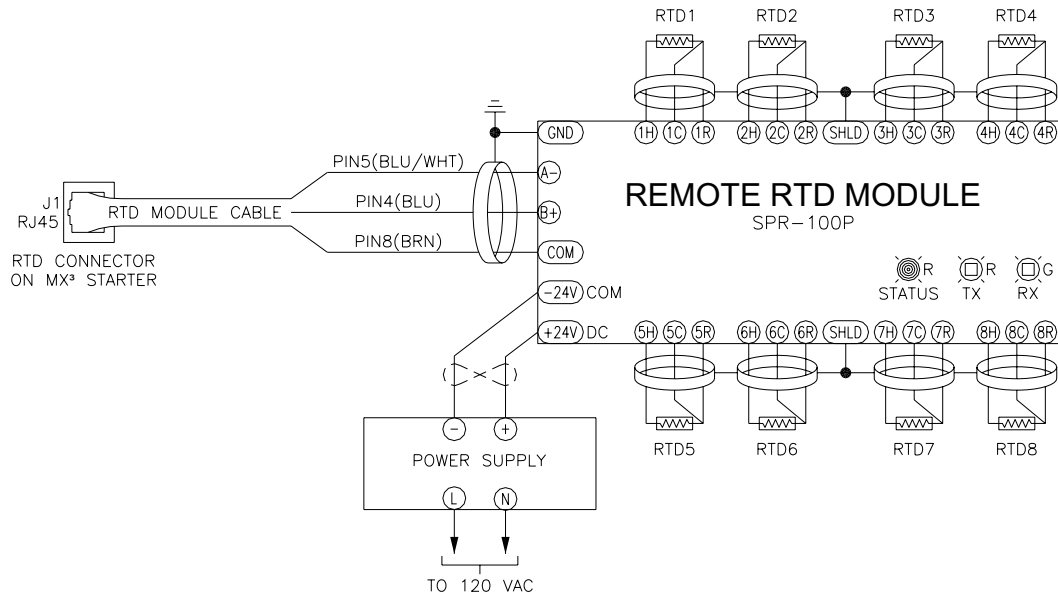 RTD1 RTD2 RTD3 RTD4
GND 1H 1C 1R 2H 2C 2R SHLD 3H 3C 3R 4H 4C 4R
PIN5(BLU/WHT) A-
REMOTE RTD MODULE
SPR-100P
J1
RJ45
RTD MODULE CABLE
PIN4(BLU) B+
PIN8(BRN) COM
RTD CONNECTOR
ON MX³ STARTER
-24V COM
R R G
STATUS TX RX
+24V DC 5H 5C 5R 6H 6C 6R SHLD 7H 7C 7R 8H 8C 8R
- +
POWER SUPPLY
L N
RTD5 RTD6 RTD7 RTD8
TO 120 VAC